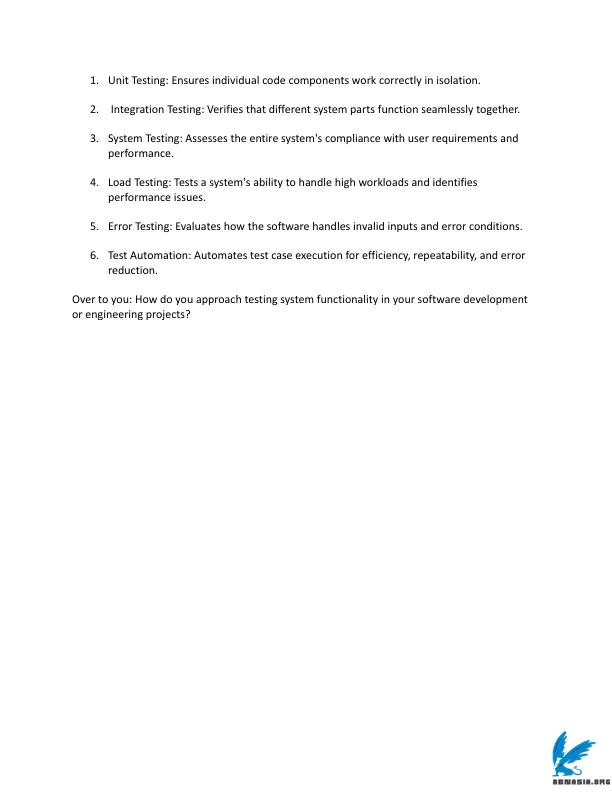 1. Unit Testing: Ensures individual code components work correctly in isolation.
2. Integration Testing: Verifies that different system parts function seamlessly together.
3. System Testing: Assesses the entire system's compliance with user requirements and
performance.
4. Load Testing: Tests a system's ability to handle high workloads and identifies
performance issues.
5. Error Testing: Evaluates how the software handles invalid inputs and error conditions.
6. Test Automation: Automates test case execution for efficiency, repeatability, and error
reduction.
Over to you: How do you approach testing system functionality in your software development
or engineering projects?
ABNASIA.ORG